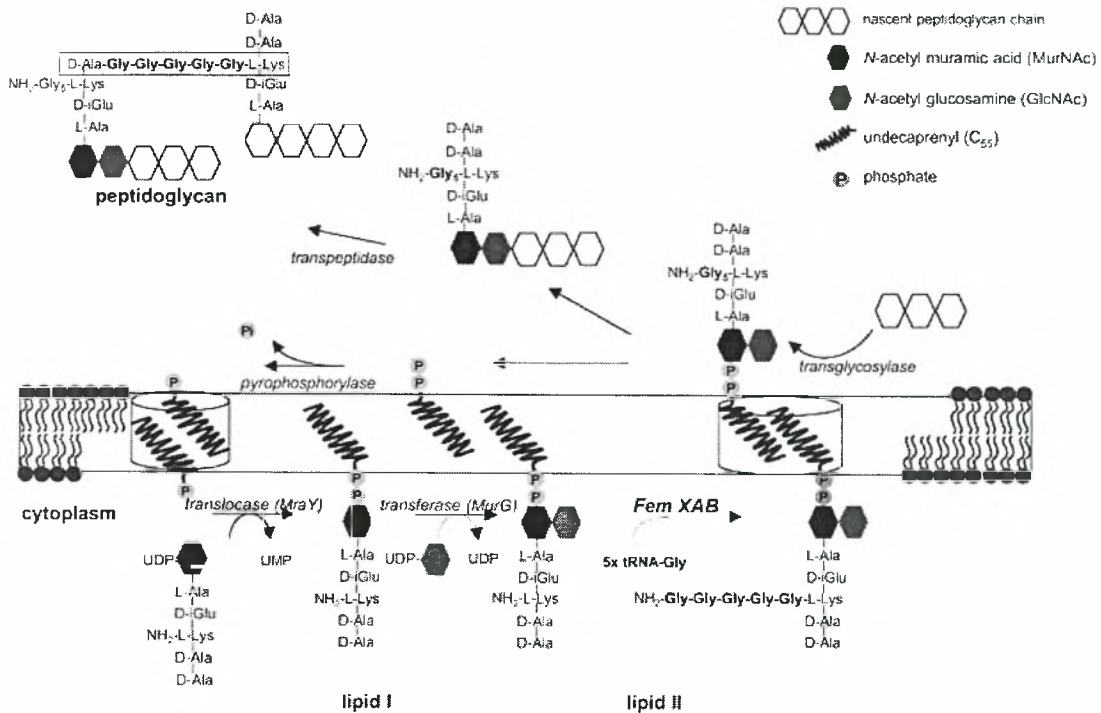 D-Ala
D-Ala
D-Ala-Gly-Gly-Gly-Gly-Gly-L-Lys
NH2-Gly5-L-Lys
D-iGlu
D-iGlu
L-Ala
L-Ala
peptidoglycan
nascent peptidoglycan chain
N-acetyl muramic acid (MurNAc)
N-acetyl glucosamine (GlcNAc)
undecaprenyl (C55)
P phosphate
D-Ala
D-Ala
NH2-Gly5-L-Lys
D-iGlu
L-Ala
transpeptidase
D-Ala
D-Ala
NH2-Gly5-L-Lys
D-iGlu
L-Ala
transglycosylase
Pi
pyrophosphorylase
P
P
P
P
P
P
P
P
P
P
P
P
cytoplasm
translocase (MraY)
transferase (MurG)
Fem XAB
UDP
UMP
UDP
UDP
5x tRNA-Gly
L-Ala
D-iGlu
NH2-L-Lys
D-Ala
D-Ala
L-Ala
D-iGlu
NH2-L-Lys
D-Ala
D-Ala
L-Ala
D-iGlu
NH2-L-Lys
D-Ala
D-Ala
L-Ala
D-iGlu
NH2-Gly-Gly-Gly-Gly-Gly-L-Lys
D-Ala
D-Ala
lipid I
lipid II